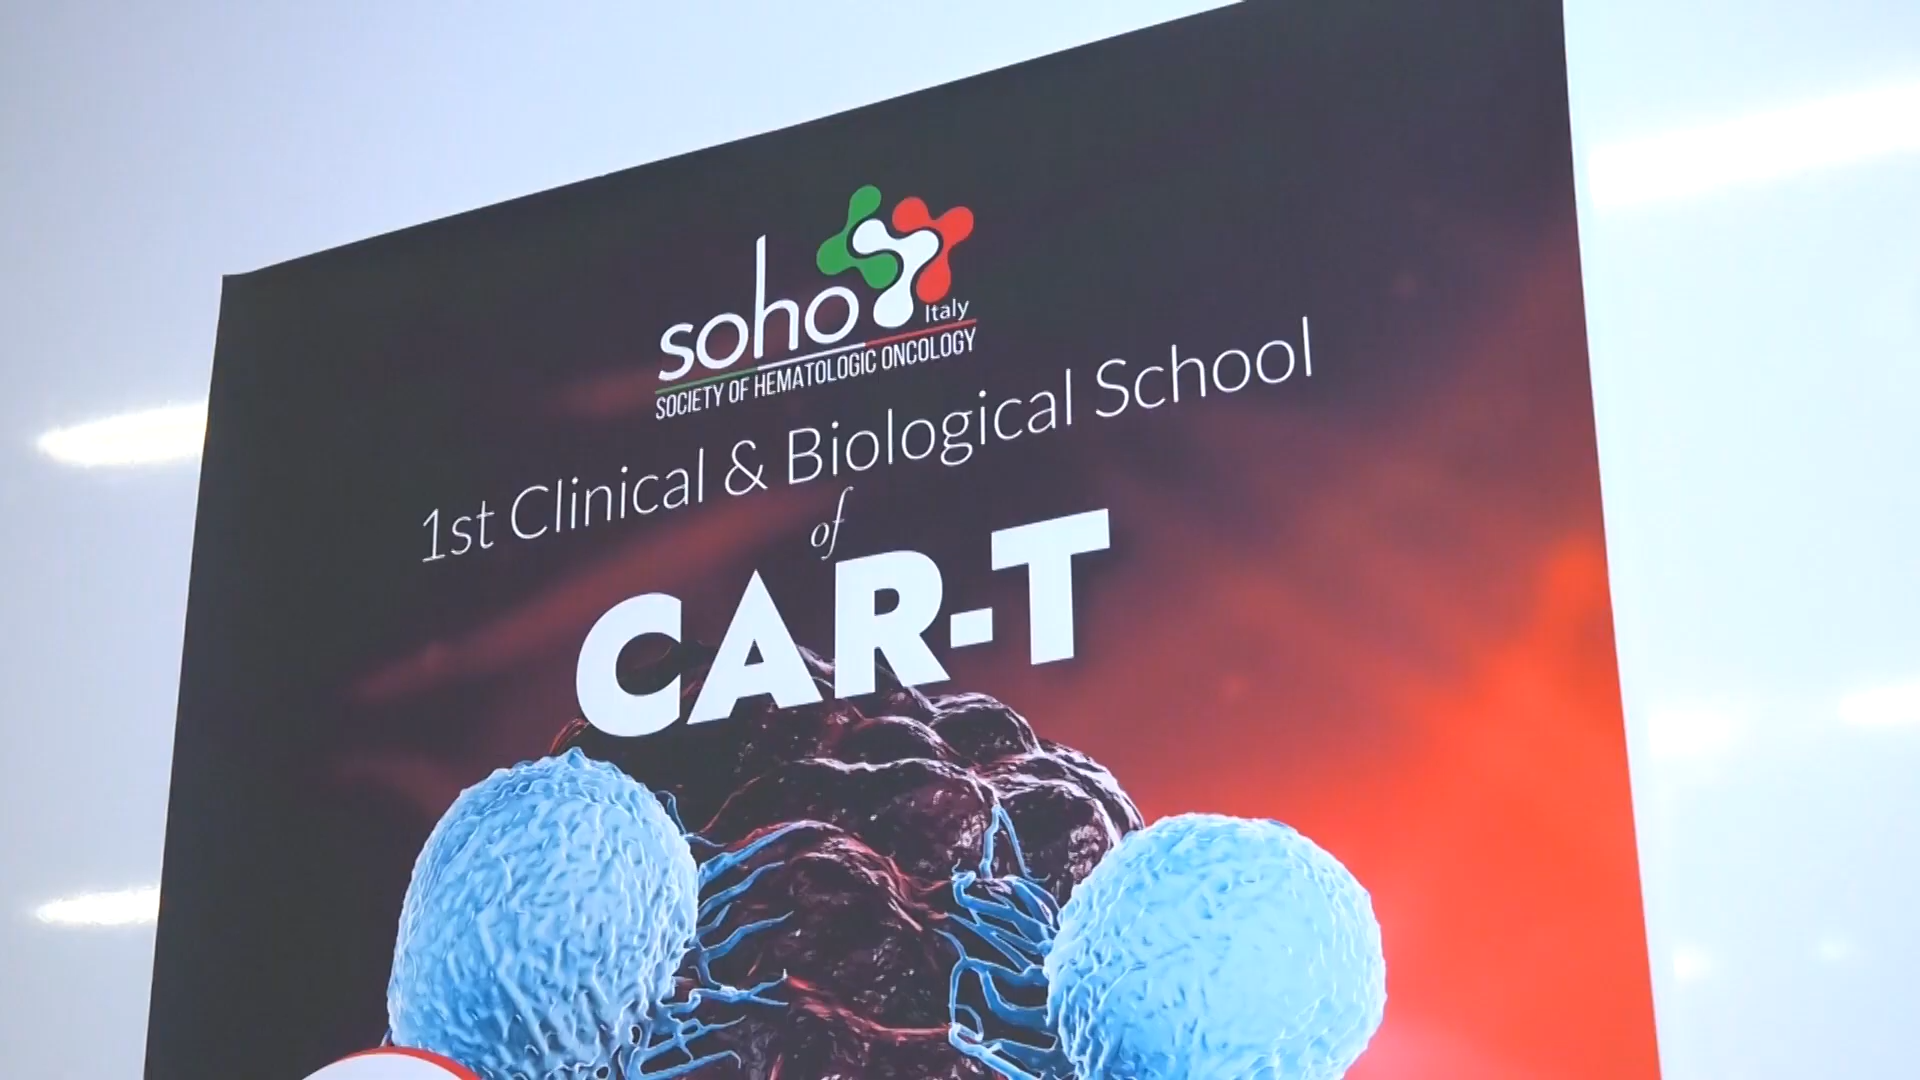 soho
Italy
SOCIETY OF HEMATOLOGIC ONCOLOGY
1st Clinical & Biological School
of
CAR-T